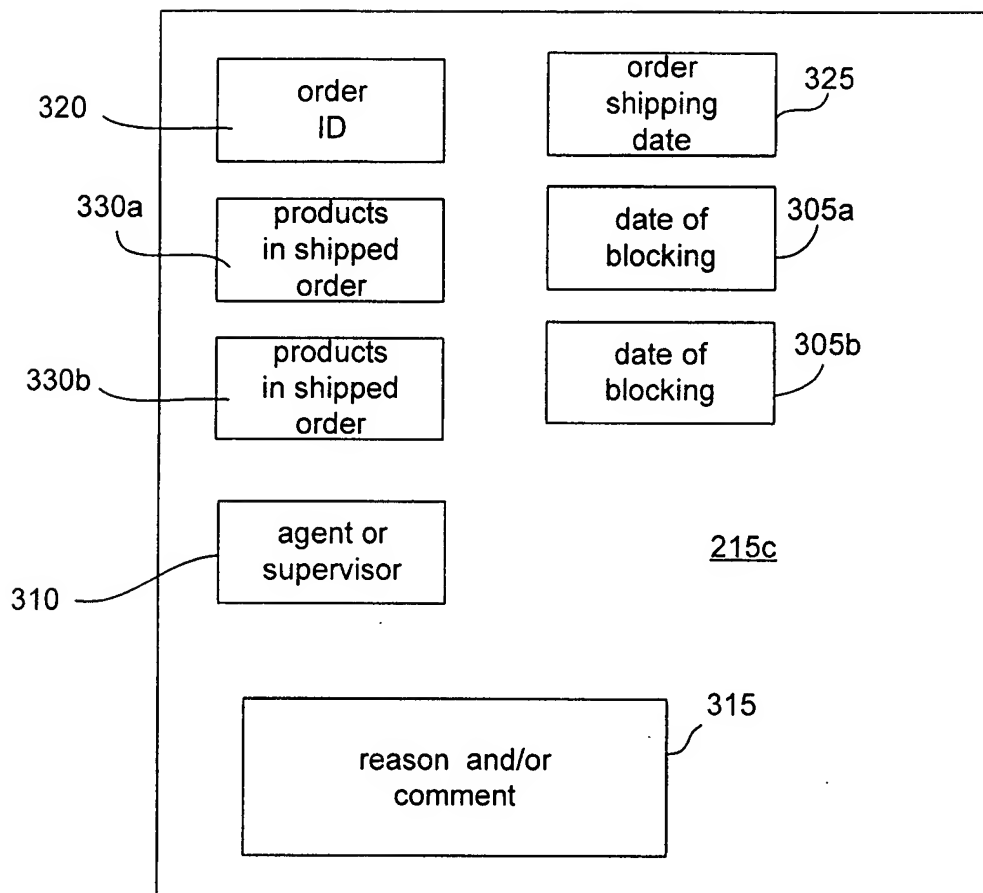 order
ID
320
order
shipping
date
325
330a
products
in shipped
order
date of
blocking
305a
330b
products
in shipped
order
date of
blocking
305b
agent or
supervisor
310
215c
315
reason and/or
comment